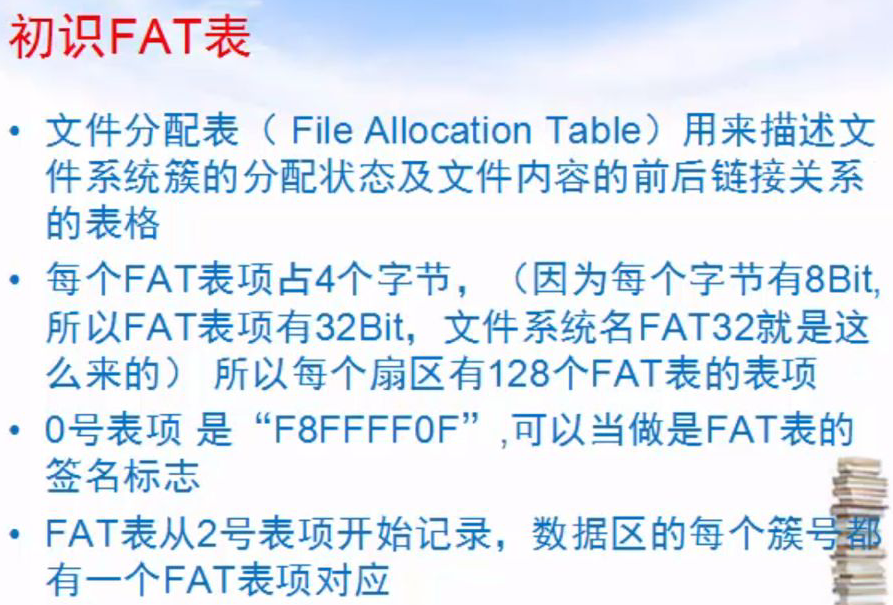 初识FAT表
• 文件分配表（ File Allocation Table）用来描述文
件系统簇的分配状态及文件内容的前后链接关系
的表格
• 每个FAT表项占4个字节，（因为每个字节有8Bit,
所以FAT表项有32Bit，文件系统名FAT32就是这
么来的） 所以每个扇区有128个FAT表的表项
• 0号表项 是“F8FFFF0F”,可以当做是FAT表的
签名标志
• FAT表从2号表项开始记录，数据区的每个簇号都
有一个FAT表项对应